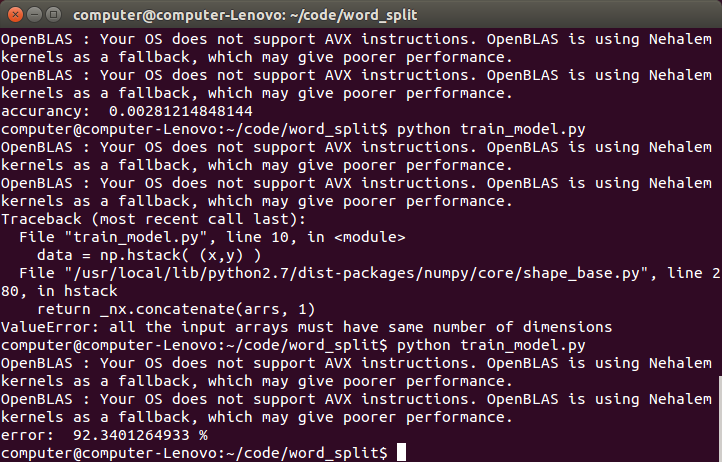 computer@computer-Lenovo: ~/code/word_split
OpenBLAS : Your OS does not support AVX instructions. OpenBLAS is using Nehalem
kernels as a fallback, which may give poorer performance.
OpenBLAS : Your OS does not support AVX instructions. OpenBLAS is using Nehalem
kernels as a fallback, which may give poorer performance.
accurancy:  0.00281214848144
computer@computer-Lenovo:~/code/word_split$ python train_model.py
OpenBLAS : Your OS does not support AVX instructions. OpenBLAS is using Nehalem
kernels as a fallback, which may give poorer performance.
OpenBLAS : Your OS does not support AVX instructions. OpenBLAS is using Nehalem
kernels as a fallback, which may give poorer performance.
Traceback (most recent call last):
  File "train_model.py", line 10, in <module>
    data = np.hstack( (x,y) )
  File "/usr/local/lib/python2.7/dist-packages/numpy/core/shape_base.py", line 2
80, in hstack
    return _nx.concatenate(arrs, 1)
ValueError: all the input arrays must have same number of dimensions
computer@computer-Lenovo:~/code/word_split$ python train_model.py
OpenBLAS : Your OS does not support AVX instructions. OpenBLAS is using Nehalem
kernels as a fallback, which may give poorer performance.
OpenBLAS : Your OS does not support AVX instructions. OpenBLAS is using Nehalem
kernels as a fallback, which may give poorer performance.
error:  92.3401264933 %
computer@computer-Lenovo:~/code/word_split$